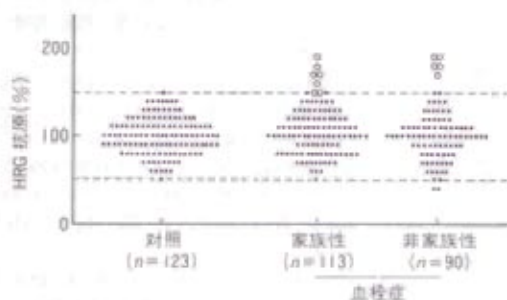 HRG 抗原(%)
200
100
0
対照
(n=123)
家族性
(n=113)
非家族性
(n=90)
血栓症